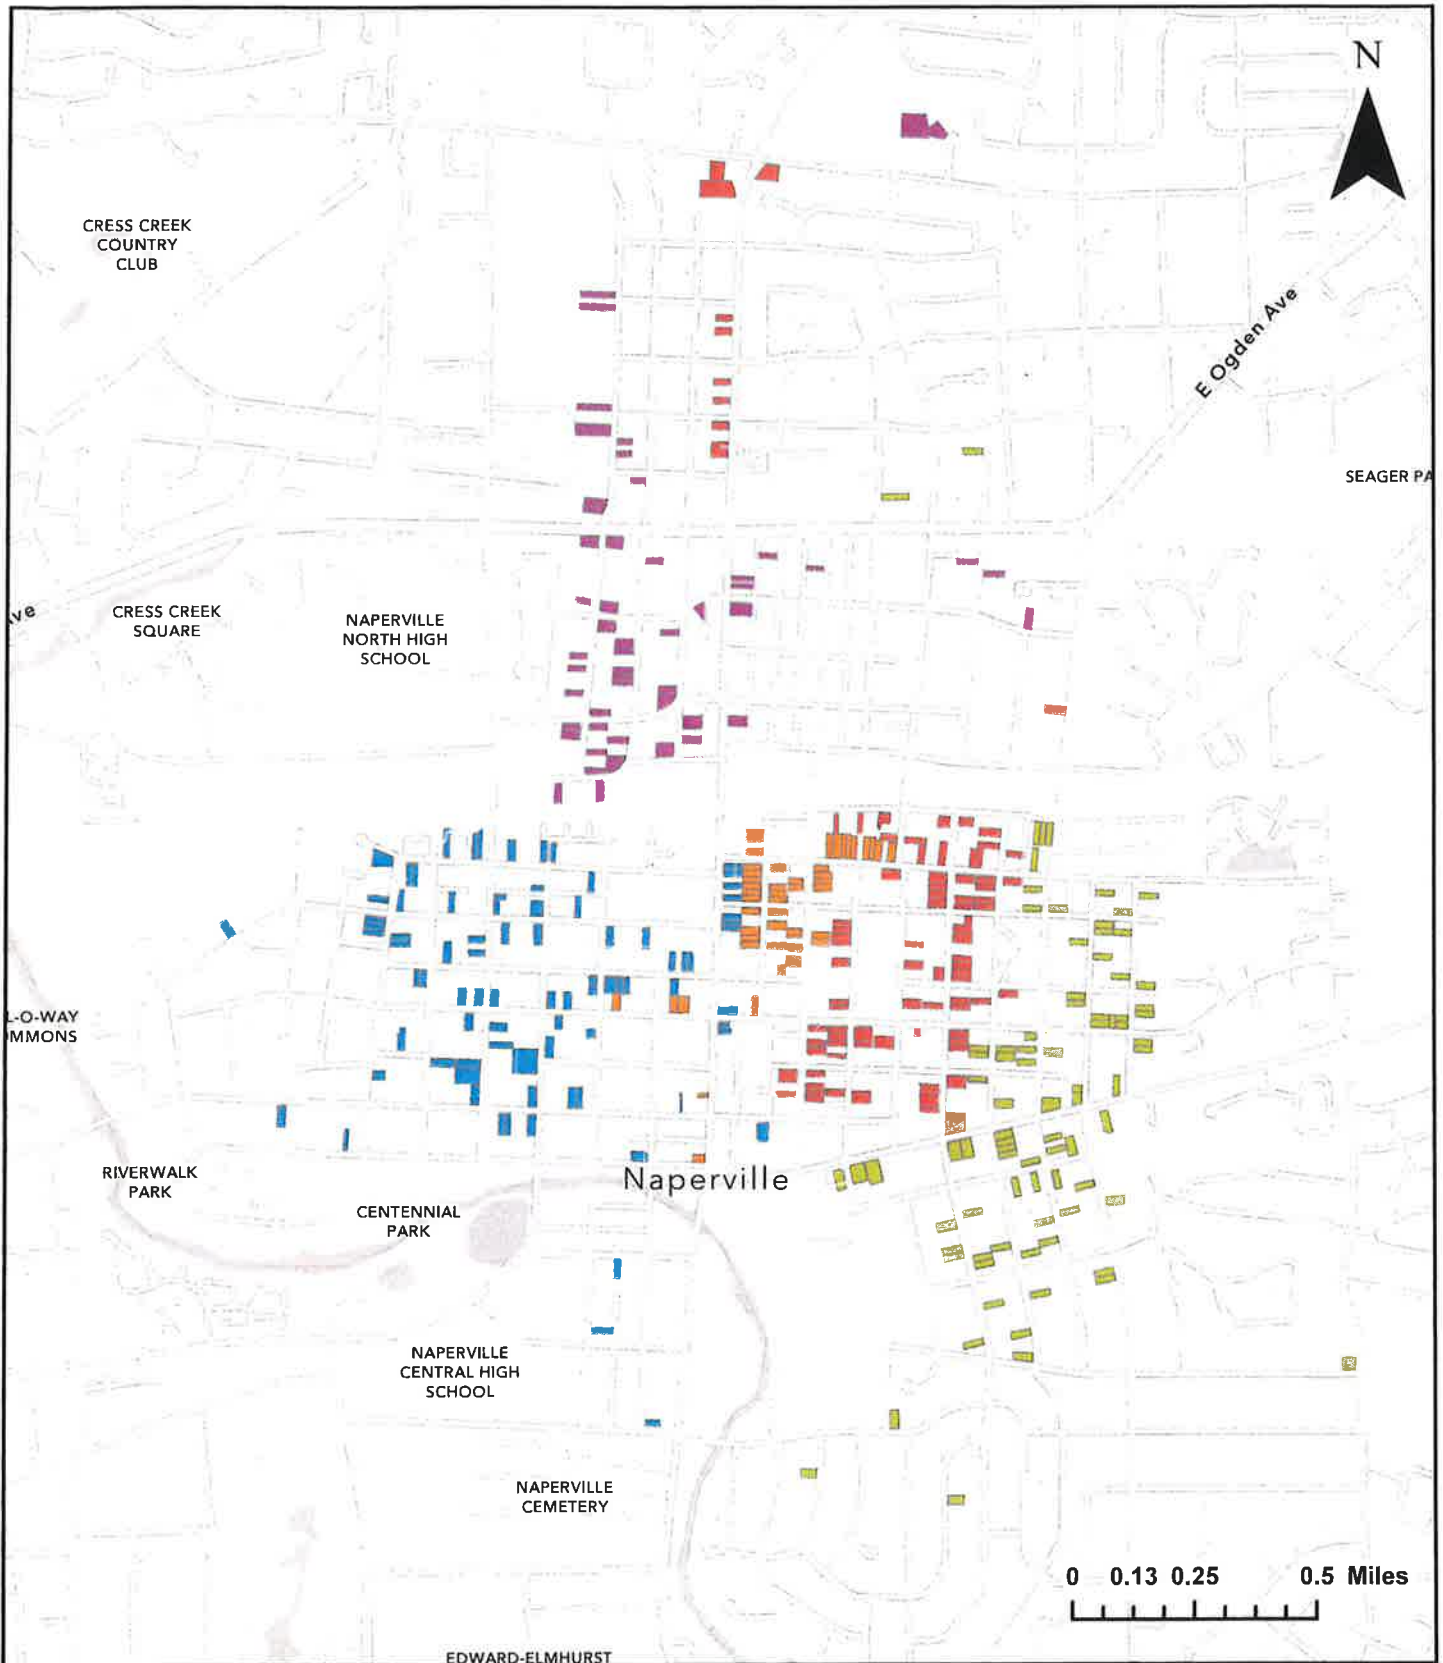 N
CRESS CREEK
COUNTRY
CLUB
E Ogden Ave
SEAGER PA
ve
CRESS CREEK
SQUARE
NAPERVILLE
NORTH HIGH
SCHOOL
L-O-WAY
MMONS
RIVERWALK
PARK
Naperville
CENTENNIAL
PARK
NAPERVILLE
CENTRAL HIGH
SCHOOL
NAPERVILLE
CEMETERY
0 0.13 0.25 0.5 Miles
EDWARD-ELMHURST